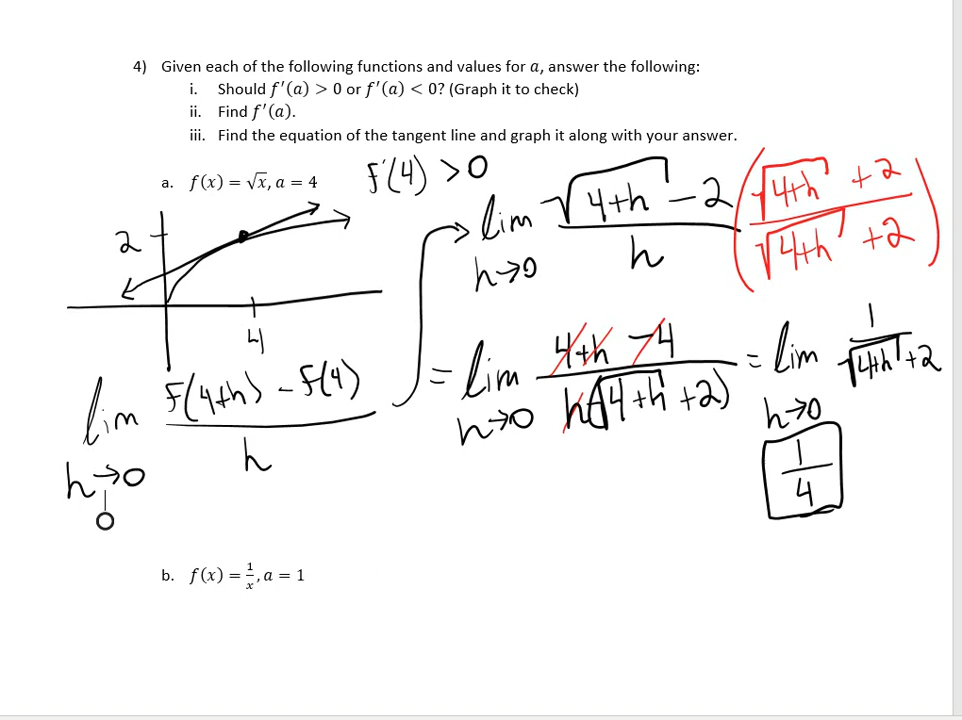 4) Given each of the following functions and values for a, answer the following:
i. Should f'(a) > 0 or f'(a) < 0? (Graph it to check)
ii. Find f'(a).
iii. Find the equation of the tangent line and graph it along with your answer.
a. f(x) = √x, a = 4
f'(4) > 0
2
4
lim h→0 (f(4+h) - f(4))/h
lim h→0 (√(4+h) - 2)/h ((√(4+h) + 2)/(√(4+h) + 2))
= lim h→0 (4+h - 4)/(h(√(4+h) + 2)) = lim h→0 1/(√(4+h) + 2)
1/4
b. f(x) = 1/x, a = 1